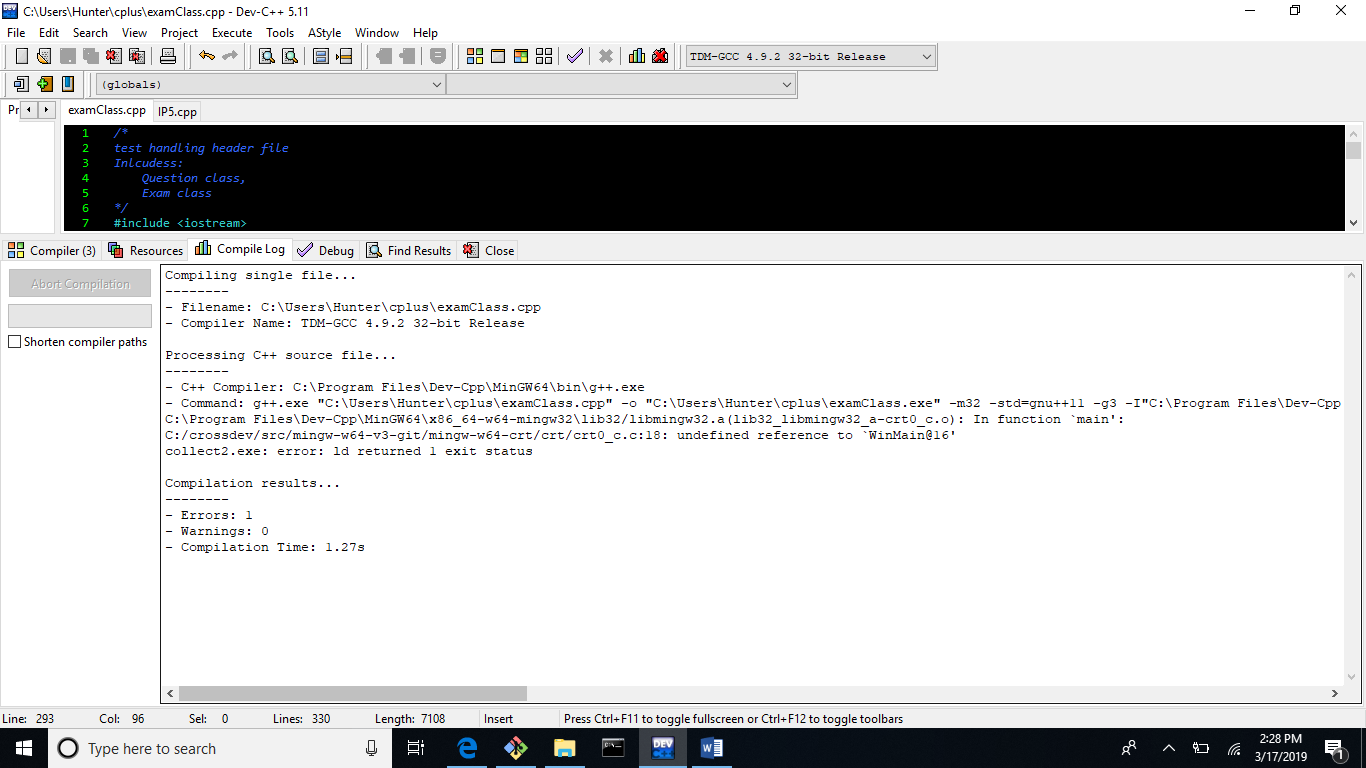 C:\Users\Hunter\cplus\examClass.cpp - Dev-C++ 5.11
File Edit Search View Project Execute Tools AStyle Window Help
TDM-GCC 4.9.2 32-bit Release
(globals)
Pr examClass.cpp IP5.cpp
1 /*
2 test handling header file
3 Inlcudess:
4 Question class,
5 Exam class
6 */
7 #include <iostream>
Compiler (3) Resources Compile Log Debug Find Results Close
Abort Compilation
Shorten compiler paths
Compiling single file...
--------
- Filename: C:\Users\Hunter\cplus\examClass.cpp
- Compiler Name: TDM-GCC 4.9.2 32-bit Release
Processing C++ source file...
--------
- C++ Compiler: C:\Program Files\Dev-Cpp\MinGW64\bin\g++.exe
- Command: g++.exe "C:\Users\Hunter\cplus\examClass.cpp" -o "C:\Users\Hunter\cplus\examClass.exe" -m32 -std=gnu++11 -g3 -I"C:\Program Files\Dev-Cpp
C:\Program Files\Dev-Cpp\MinGW64\x86_64-w64-mingw32\lib32/libmingw32.a(lib32_libmingw32_a-crt0_c.o): In function `main':
C:/crossdev/src/mingw-w64-v3-git/mingw-w64-crt/crt/crt0_c.c:18: undefined reference to `WinMain@16'
collect2.exe: error: ld returned 1 exit status
Compilation results...
--------
- Errors: 1
- Warnings: 0
- Compilation Time: 1.27s
Line: 293 Col: 96 Sel: 0 Lines: 330 Length: 7108 Insert Press Ctrl+F11 to toggle fullscreen or Ctrl+F12 to toggle toolbars
Type here to search
DEV
2:28 PM
3/17/2019
1